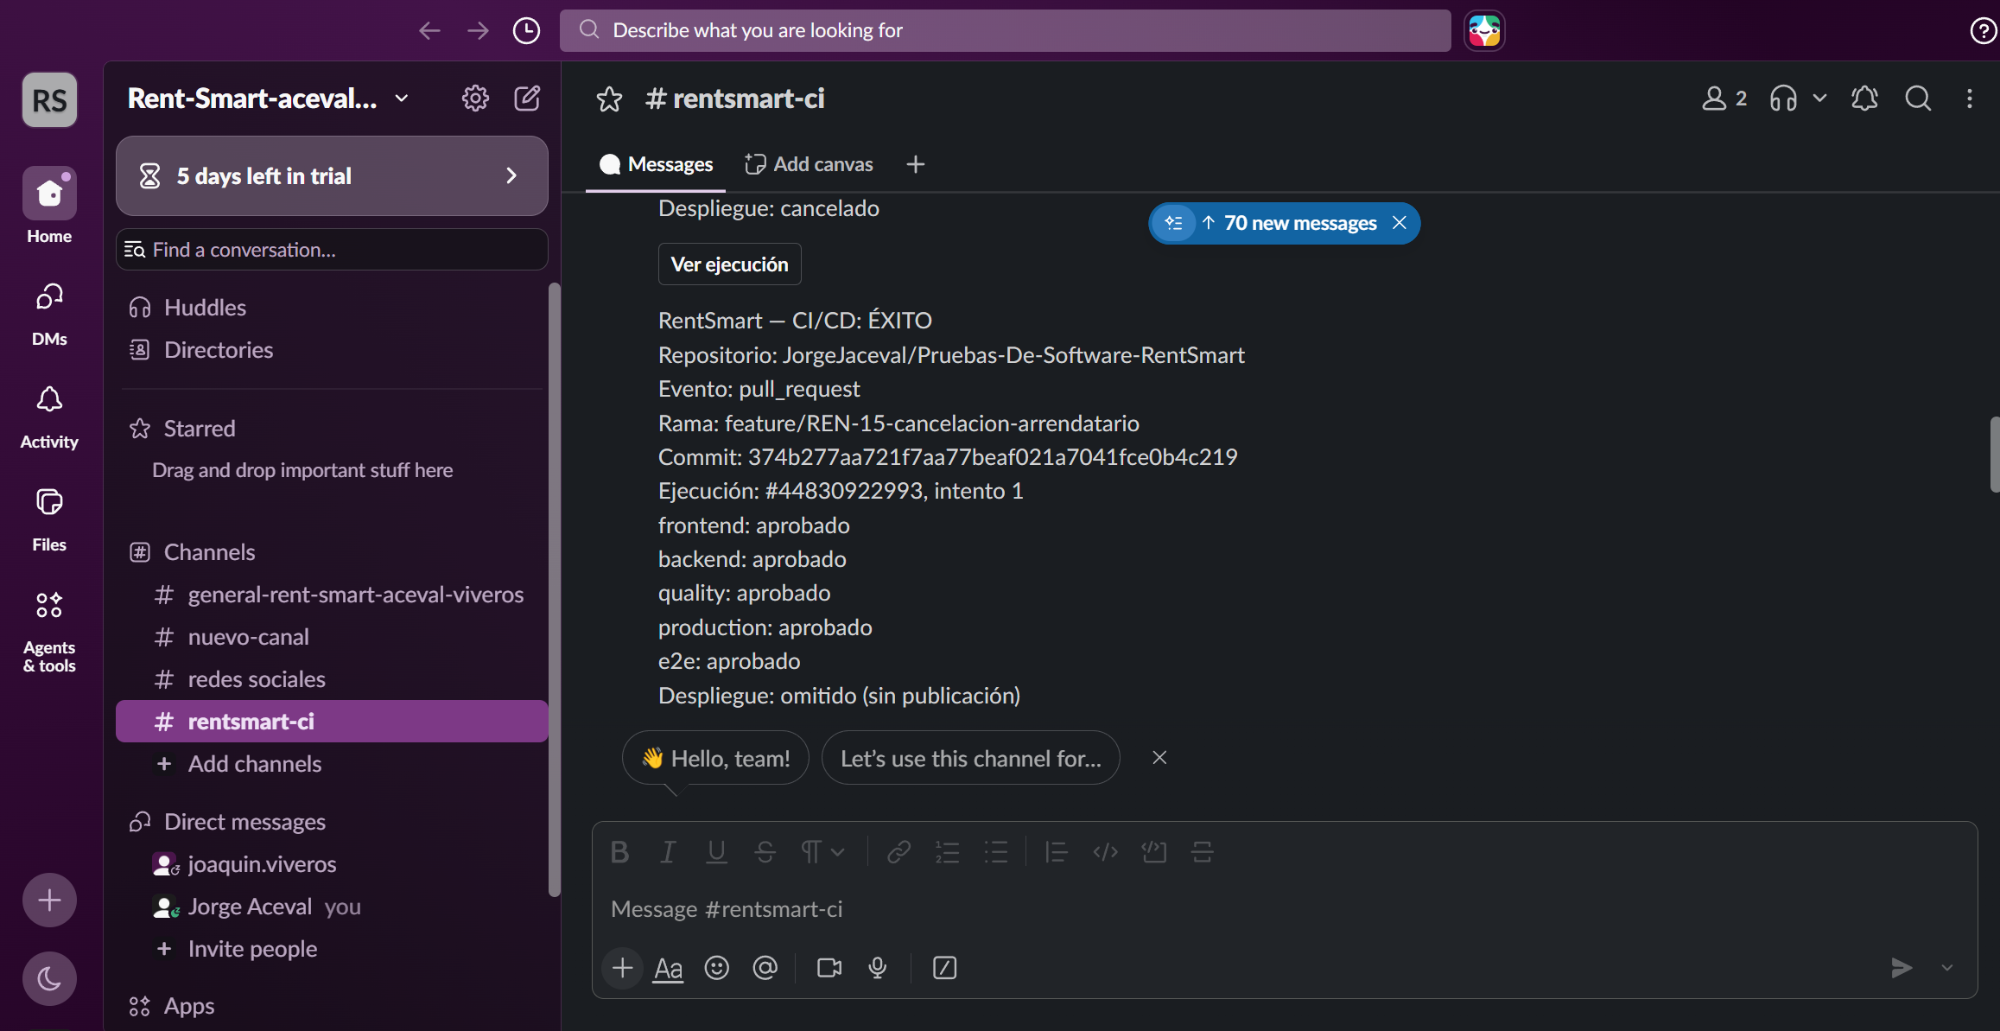 Describe what you are looking for
RS
Home
DMs
Activity
Files
Agents
& tools
Rent-Smart-aceval...
5 days left in trial
Find a conversation...
Huddles
Directories
Starred
Drag and drop important stuff here
Channels
# general-rent-smart-aceval-viveros
# nuevo-canal
# redes sociales
# rentsmart-ci
+ Add channels
Direct messages
joaquin.viveros
Jorge Aceval you
+ Invite people
Apps
# rentsmart-ci
2
Messages
Add canvas
+
↑ 70 new messages
Despliegue: cancelado
Ver ejecución
RentSmart — CI/CD: ÉXITO
Repositorio: JorgeJaceval/Pruebas-De-Software-RentSmart
Evento: pull_request
Rama: feature/REN-15-cancelacion-arrendatario
Commit: 374b277aa721f7aa77beaf021a7041fce0b4c219
Ejecución: #44830922993, intento 1
frontend: aprobado
backend: aprobado
quality: aprobado
production: aprobado
e2e: aprobado
Despliegue: omitido (sin publicación)
👋 Hello, team!
Let's use this channel for...
Message #rentsmart-ci
Aa